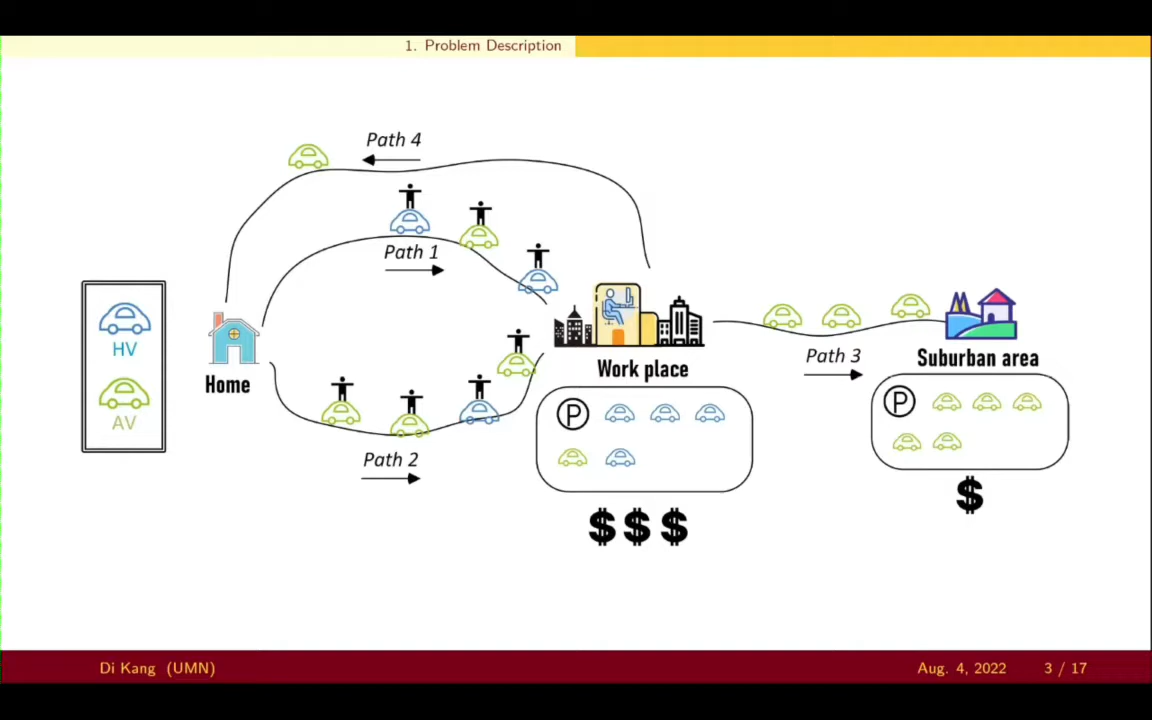 1. Problem Description
Path 4
Path 1
HV
AV
Home
Work place
Path 3
Suburban area
P
P
Path 2
$$$
$
Di Kang (UMN)
Aug. 4, 2022
3 / 17